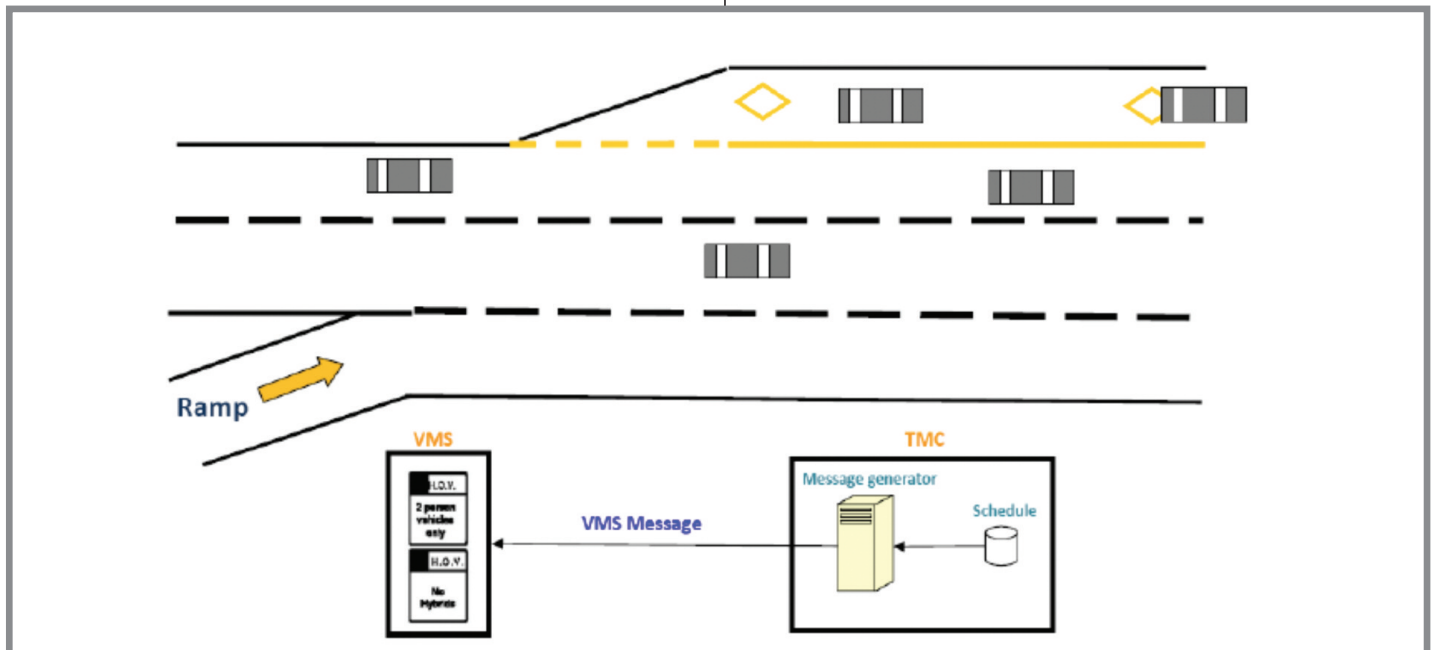 Ramp
VMS
TMC
H.O.V.
2 person
vehicles
only
H.O.V.
No
Hybrids
VMS Message
Message generator
Schedule